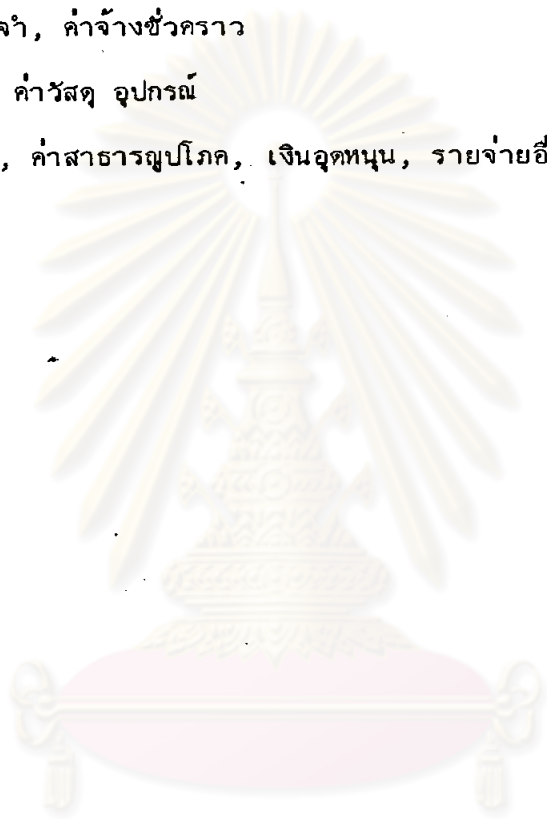 จำ, ค่าจ้างชั่วคราว
ค่าวัสดุ อุปกรณ์
, ค่าสาธารณูปโภค, เงินอุดหนุน, รายจ่ายอื